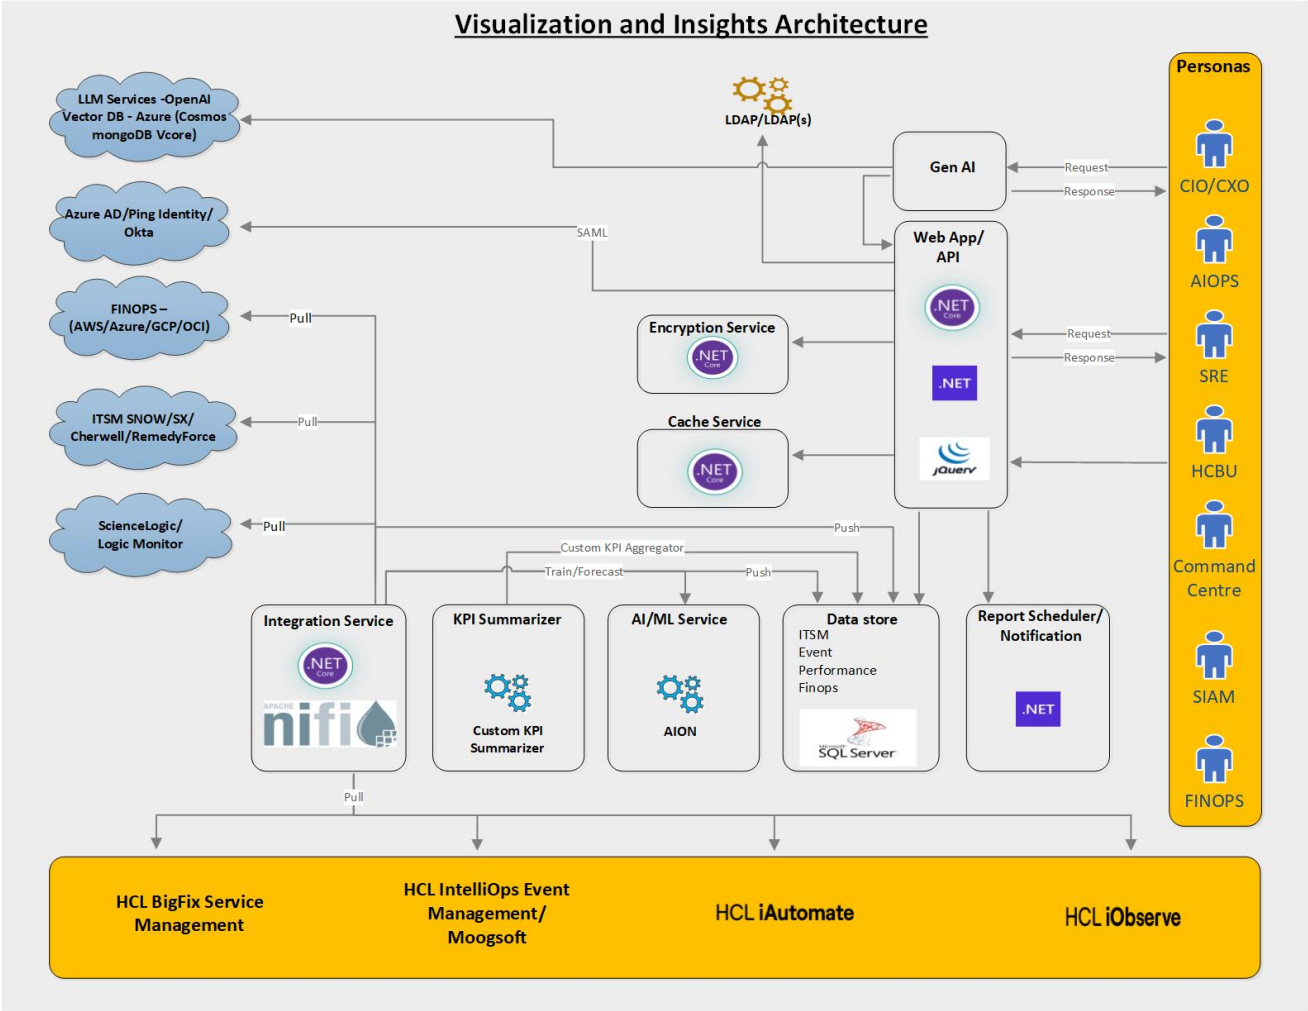 Visualization and Insights Architecture
Personas
LLM Services -OpenAI
Vector DB - Azure (Cosmos
mongoDB Vcore)
LDAP/LDAP(s)
Gen AI
Request
Response
CIO/CXO
Azure AD/Ping Identity/
Okta
SAML
Web App/
API
.NET
Core
.NET
jQuery
AIOPS
FINOPS –
(AWS/Azure/GCP/OCI)
Pull
Encryption Service
.NET
Core
Request
Response
SRE
ITSM SNOW/SX/
Cherwell/RemedyForce
Pull
Cache Service
.NET
Core
HCBU
ScienceLogic/
Logic Monitor
Pull
Push
Custom KPI Aggregator
Train/Forecast
Push
Command
Centre
Integration Service
.NET
Core
APACHE
nifi
KPI Summarizer
Custom KPI
Summarizer
AI/ML Service
AION
Data store
ITSM
Event
Performance
Finops
Microsoft
SQL Server
Report Scheduler/
Notification
.NET
SIAM
FINOPS
Pull
HCL BigFix Service
Management
HCL IntelliOps Event
Management/
Moogsoft
HCL iAutomate
HCL iObserve